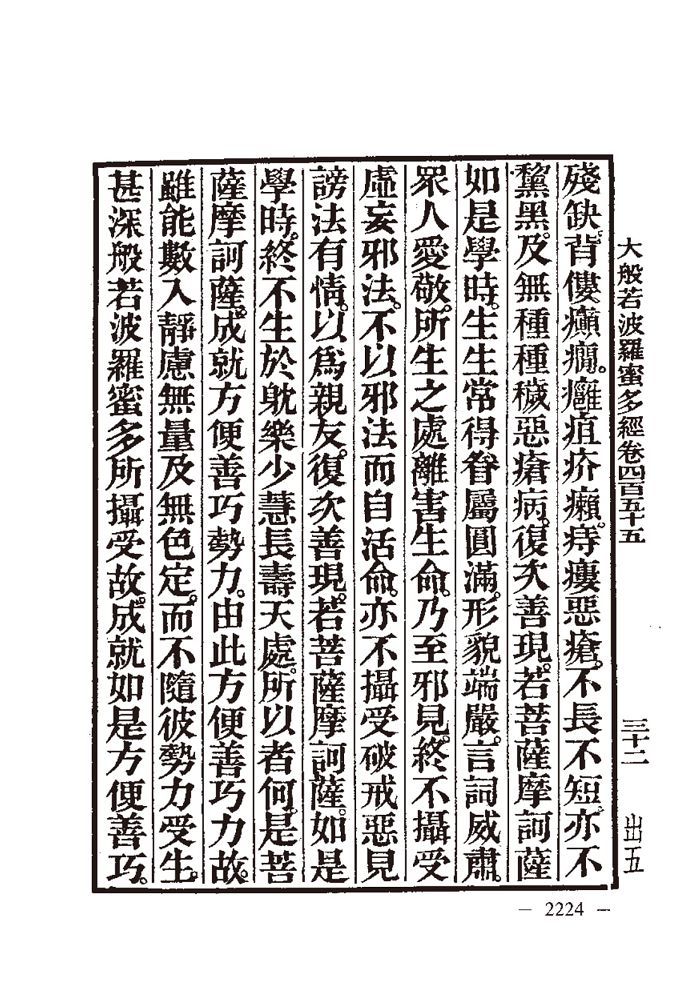 大般若波羅蜜多經卷四百五十五 三十二 出五
殘缺背僂癲癇。癰疽疥癩。痔瘻惡瘡。不長不短。亦不
黧黑。及無種種穢惡瘡病。復次善現。若菩薩摩訶薩
如是學時。生生常得眷屬圓滿。形貌端嚴。言詞威肅。
眾人愛敬。所生之處離害生命。乃至邪見。終不攝受
虛妄邪法。不以邪法而自活命。亦不攝受破戒惡見
謗法有情。以為親友。復次善現。若菩薩摩訶薩。如是
學時。終不生於耽樂少慧長壽天處。所以者何。是菩
薩摩訶薩。成就方便善巧勢力。由此方便善巧力故。
雖能數入靜慮無量及無色定。而不隨彼勢力受生。
甚深般若波羅蜜多所攝受故。成就如是方便善巧。
— 2224 —